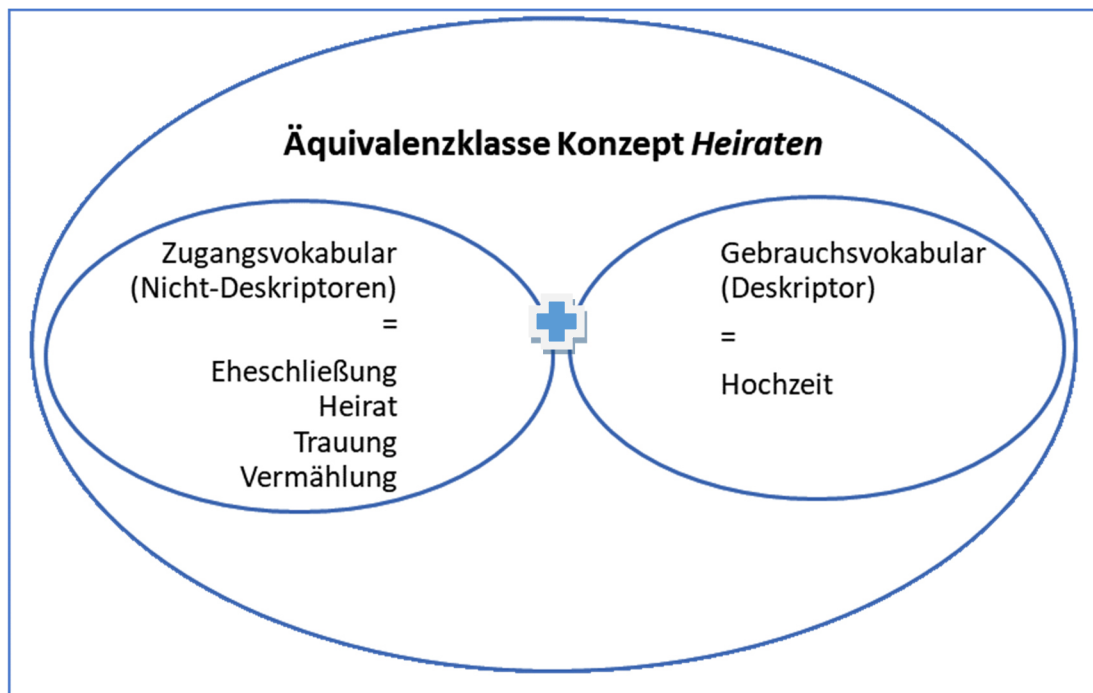 Äquivalenzklasse Konzept Heiraten
Zugangsvokabular
(Nicht-Deskriptoren)
=
Eheschließung
Heirat
Trauung
Vermählung
Gebrauchsvokabular
(Deskriptor)
=
Hochzeit